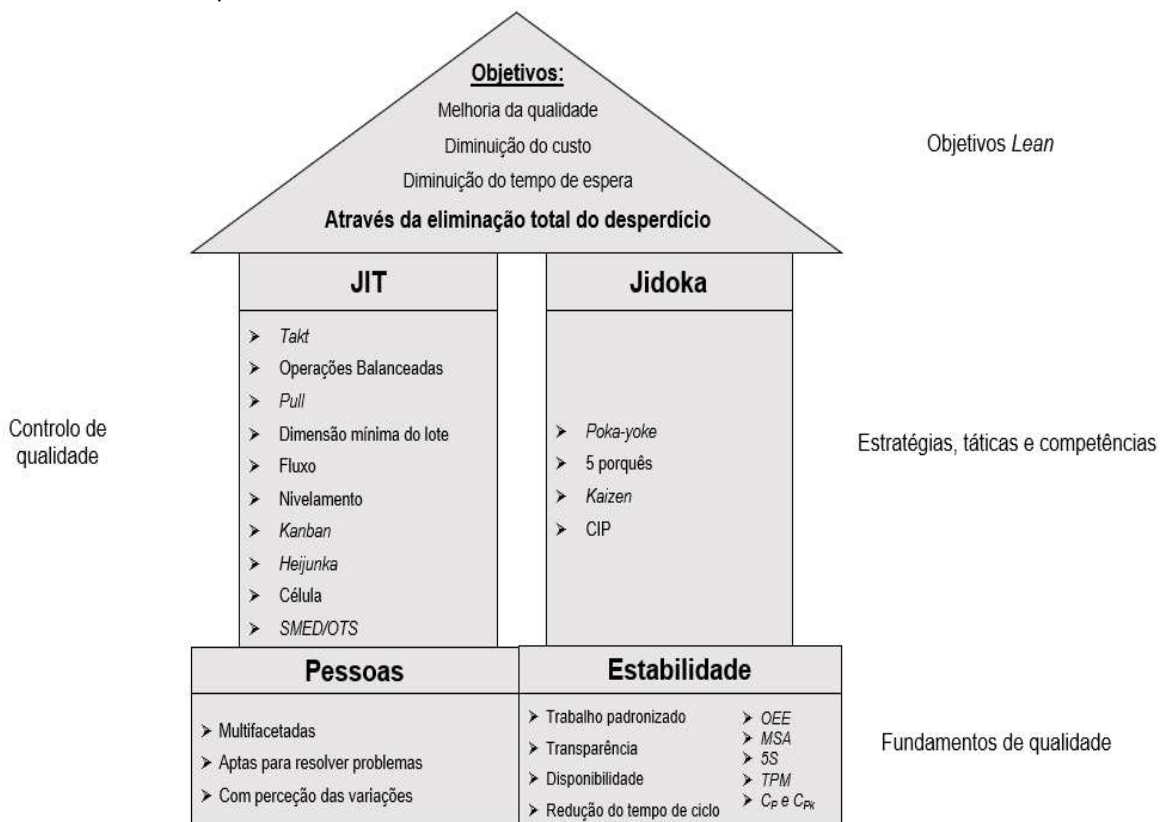 Objetivos:
Melhoria da qualidade
Diminuição do custo
Diminuição do tempo de espera
Através da eliminação total do desperdício
Objetivos Lean
JIT
Takt
Operações Balanceadas
Pull
Dimensão mínima do lote
Fluxo
Nivelamento
Kanban
Heijunka
Célula
SMED/OTS
Jidoka
Poka-yoke
5 porquês
Kaizen
CIP
Controlo de
qualidade
Estratégias, táticas e competências
Pessoas
Multifacetadas
Aptas para resolver problemas
Com perceção das variações
Estabilidade
Trabalho padronizado
Transparência
Disponibilidade
Redução do tempo de ciclo
OEE
MSA
5S
TPM
CP e CPk
Fundamentos de qualidade